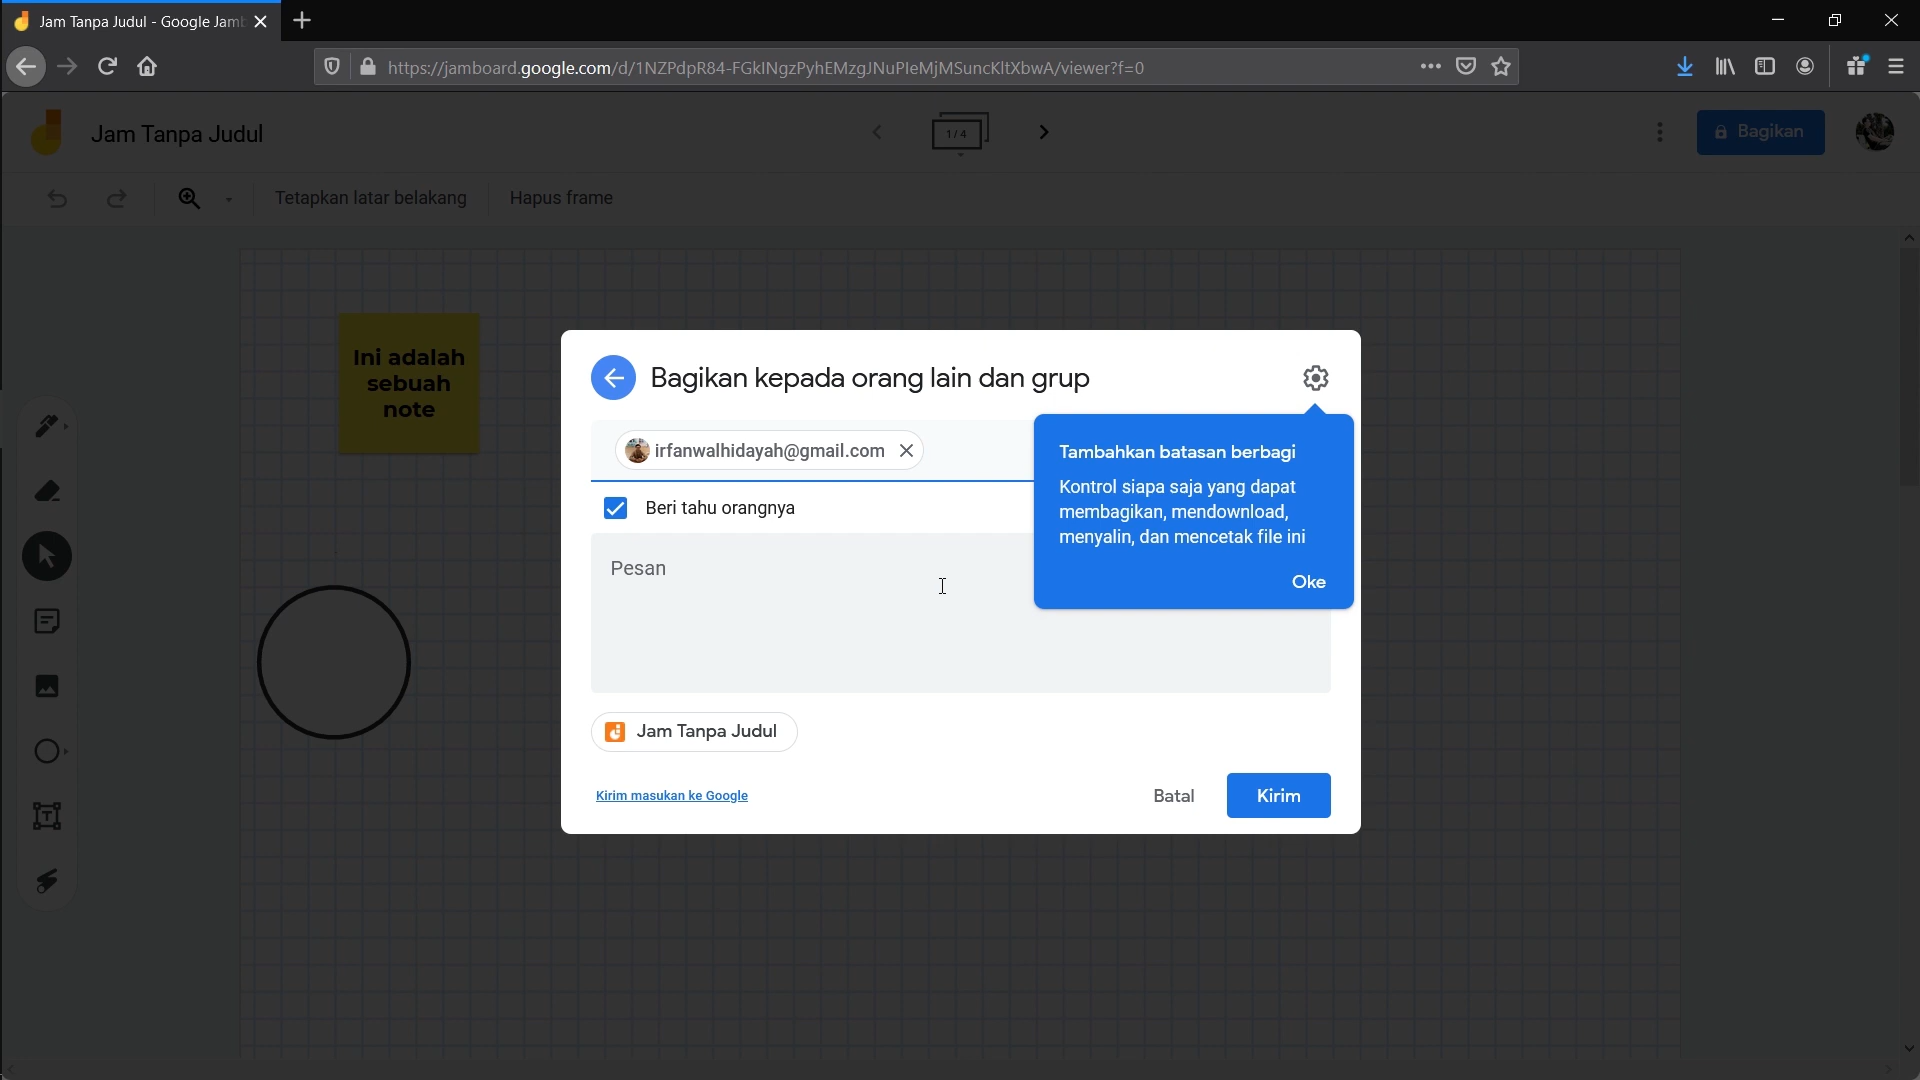 Jam Tanpa Judul - Google Jamb
https://jamboard.google.com/d/1NZPdpR84-FGkINgzPyhEMzgJNuPIeMjMSuncKltXbwA/viewer?f=0
Jam Tanpa Judul
1/4
Bagikan
Tetapkan latar belakang
Hapus frame
Ini adalah
sebuah
note
Bagikan kepada orang lain dan grup
irfanwalhidayah@gmail.com
Tambahkan batasan berbagi
Kontrol siapa saja yang dapat
membagikan, mendownload,
menyalin, dan mencetak file ini
Oke
Beri tahu orangnya
Pesan
Jam Tanpa Judul
Kirim masukan ke Google
Batal
Kirim